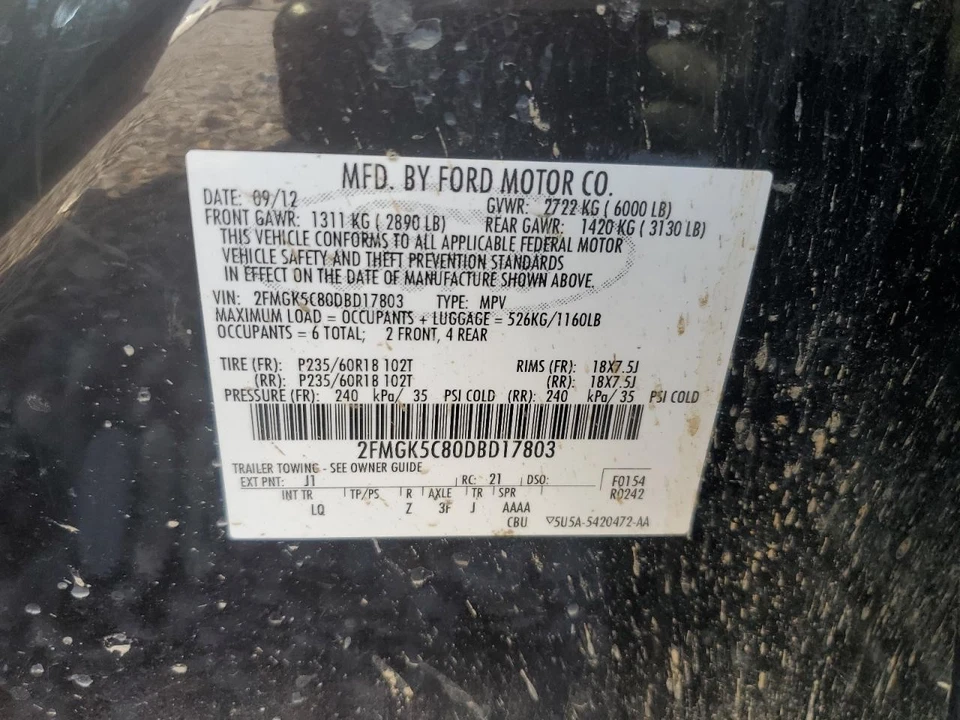 MFD. BY FORD MOTOR CO.
DATE: 09/12 GVWR: 2722 KG ( 6000 LB)
FRONT GAWR: 1311 KG ( 2890 LB) REAR GAWR: 1420 KG ( 3130 LB)
THIS VEHICLE CONFORMS TO ALL APPLICABLE FEDERAL MOTOR
VEHICLE SAFETY AND THEFT PREVENTION STANDARDS
IN EFFECT ON THE DATE OF MANUFACTURE SHOWN ABOVE.
VIN: 2FMGK5C80DBD17803 TYPE: MPV
MAXIMUM LOAD = OCCUPANTS + LUGGAGE = 526KG/1160LB
OCCUPANTS = 6 TOTAL; 2 FRONT, 4 REAR
TIRE (FR): P235/60R18 102T RIMS (FR): 18X7.5J
(RR): P235/60R18 102T (RR): 18X7.5J
PRESSURE (FR): 240 kPa/ 35 PSI COLD (RR): 240 kPa/ 35 PSI COLD
2FMGK5C80DBD17803
TRAILER TOWING - SEE OWNER GUIDE
EXT PNT: J1 RC: 21 DSO: F0154
INT TR TP/PS R AXLE TR SPR R0242
LQ Z 3F J AAAA
CBU ▽5U5A-5420472-AA